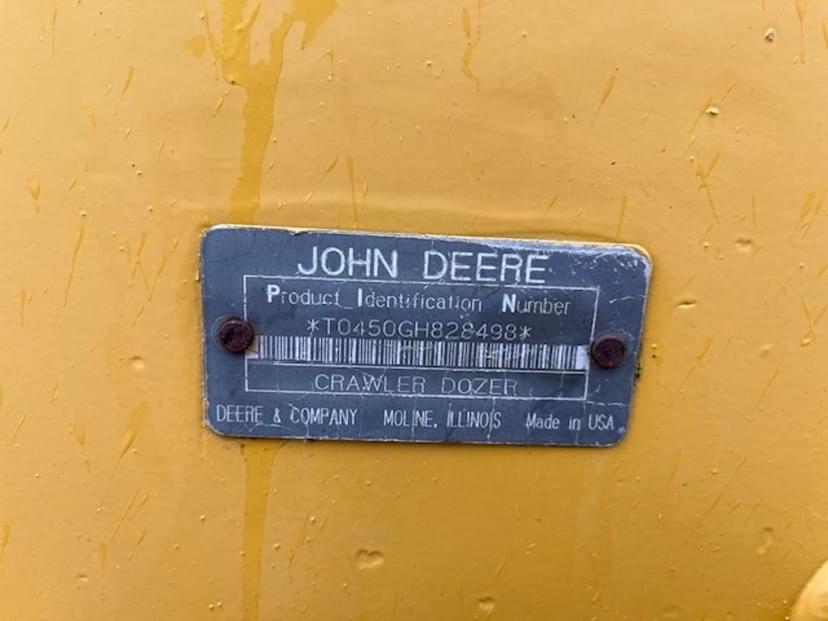 JOHN DEERE
Product Identification Number
*T0450GH828498*
CRAWLER DOZER
DEERE & COMPANY MOLINE, ILLINOIS Made in USA